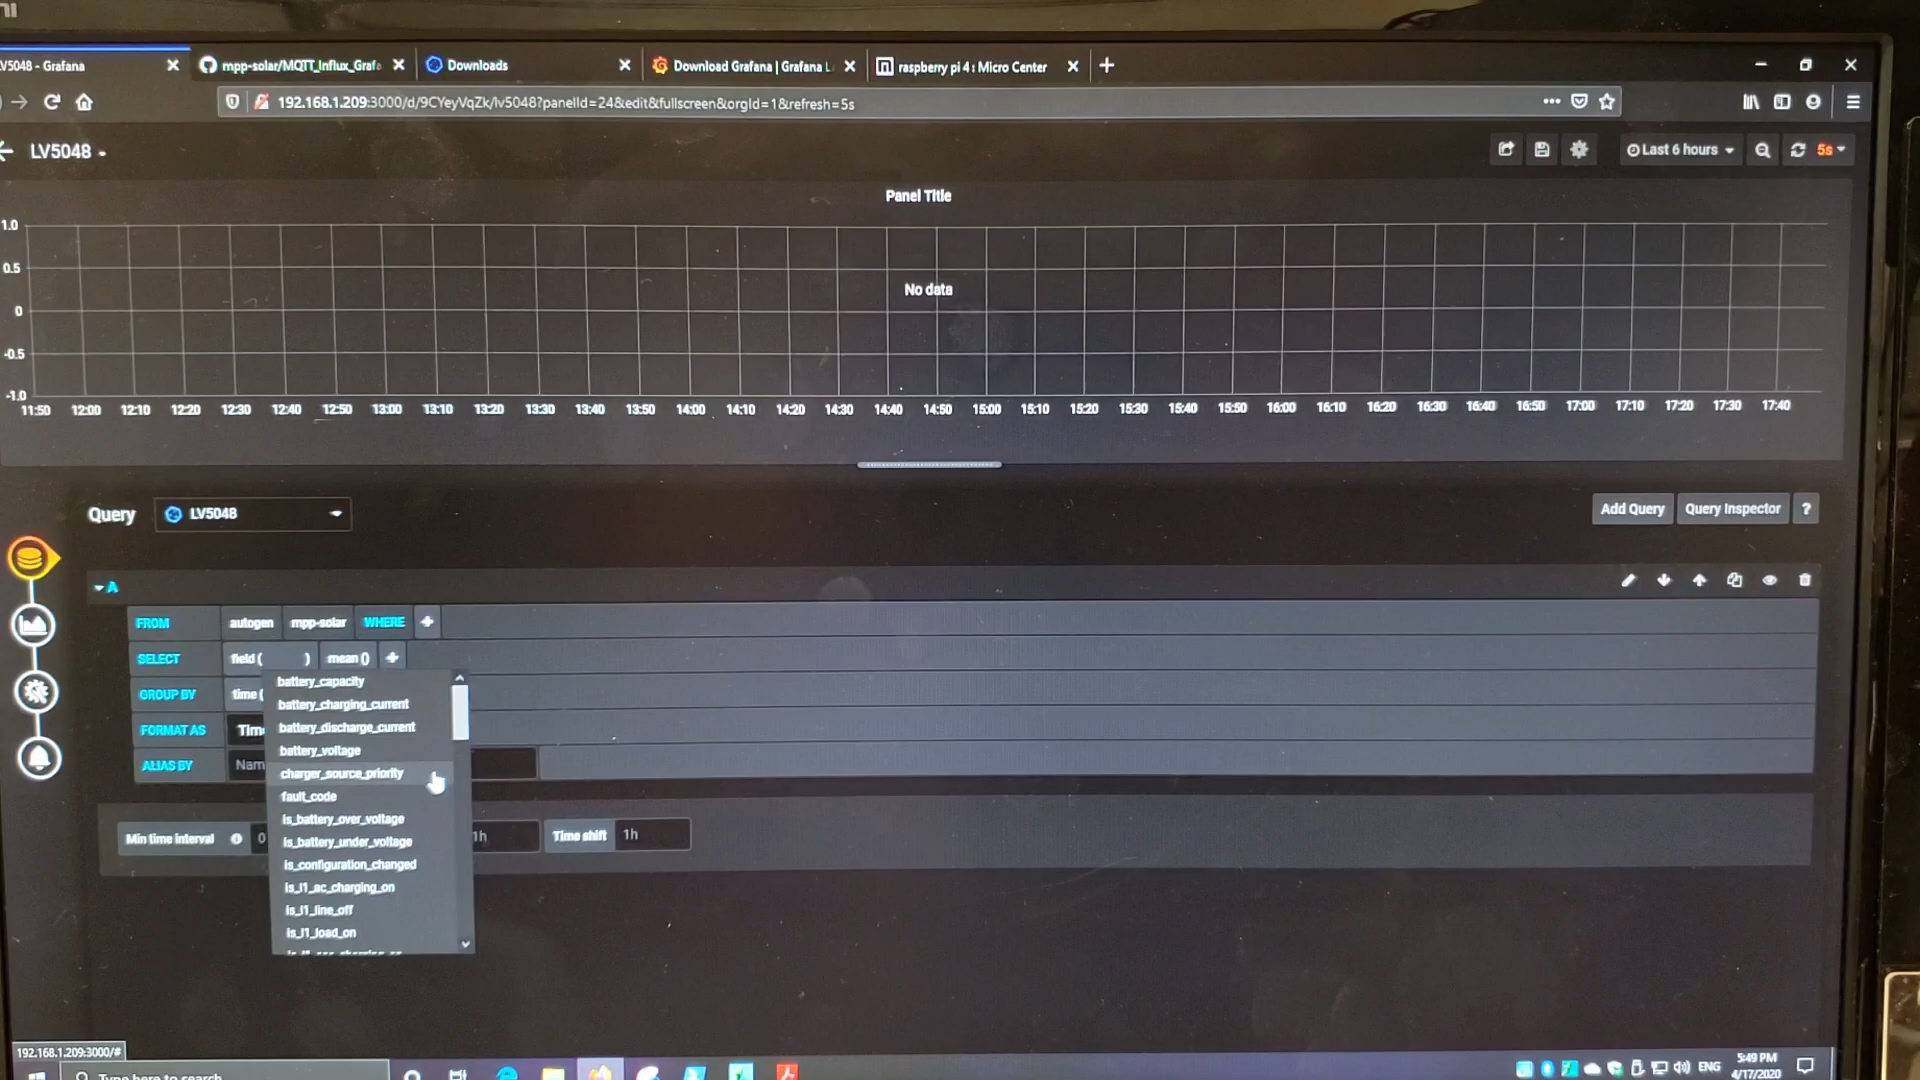 LV5048 - Grafana
mpp-solar/MQTT_Influx_Grafa
Downloads
Download Grafana | Grafana L
raspberry pi 4 : Micro Center
192.168.1.209:3000/d/9CYeyVqZk/lv5048?panelId=24&edit&fullscreen&orgId=1&refresh=5s
LV5048
Last 6 hours
5s
Panel Title
1.0
0.5
No data
0
-0.5
-1.0
11:50 12:00 12:10 12:20 12:30 12:40 12:50 13:00 13:10 13:20 13:30 13:40 13:50 14:00 14:10 14:20 14:30 14:40 14:50 15:00 15:10 15:20 15:30 15:40 15:50 16:00 16:10 16:20 16:30 16:40 16:50 17:00 17:10 17:20 17:30 17:40
Query
LV5048
Add Query
Query Inspector
?
A
FROM autogen mpp-solar WHERE +
SELECT field ( ) mean () +
GROUP BY time (
FORMAT AS Time
ALIAS BY Nam
battery_capacity
battery_charging_current
battery_discharge_current
battery_voltage
charger_source_priority
fault_code
is_battery_over_voltage
is_battery_under_voltage
is_configuration_changed
is_l1_ac_charging_on
is_l1_line_off
is_l1_load_on
Min time interval 0
1h
Time shift 1h
192.168.1.209:3000/#
Type here to search
ENG
5:49 PM
4/17/2020